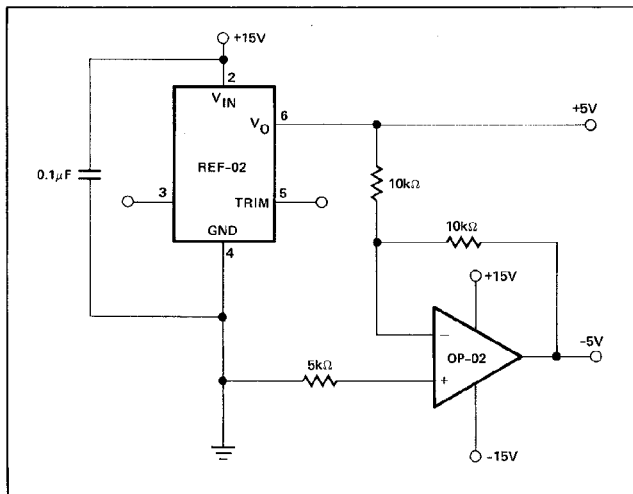 +15V
2
V_IN
V_O
6
+5V
0.1μF
REF-02
10kΩ
3
TRIM
5
10kΩ
GND
4
+15V
−
OP-02
-5V
5kΩ
+
-15V